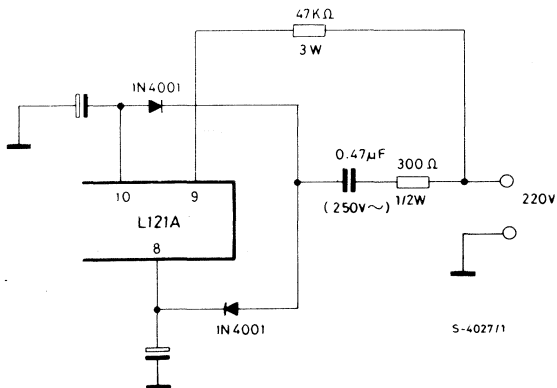 47KΩ
3W
1N4001
0.47µF
300Ω
10
9
(250V~)
1/2W
220V
L121A
8
1N4001
S-4027/1